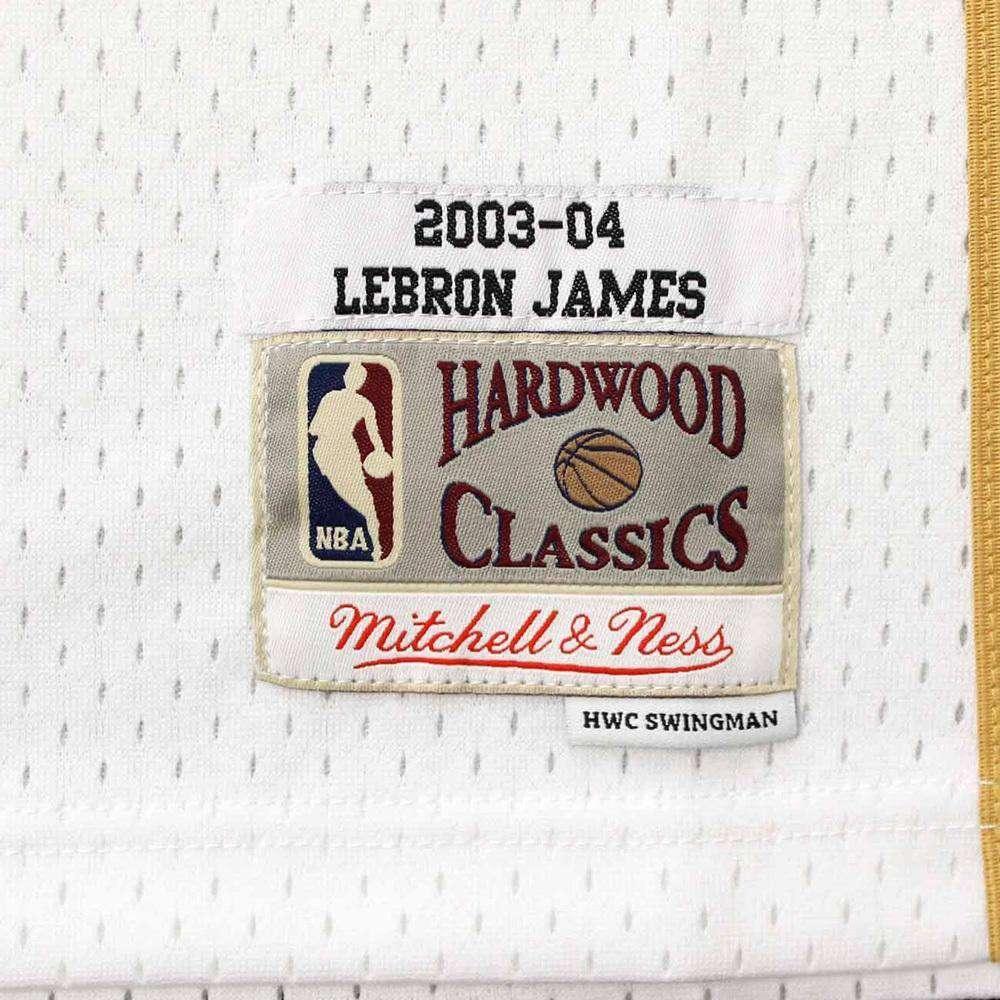 2003-04
LEBRON JAMES
HARDWOOD
CLASSICS
NBA
Mitchell & Ness
HWC SWINGMAN